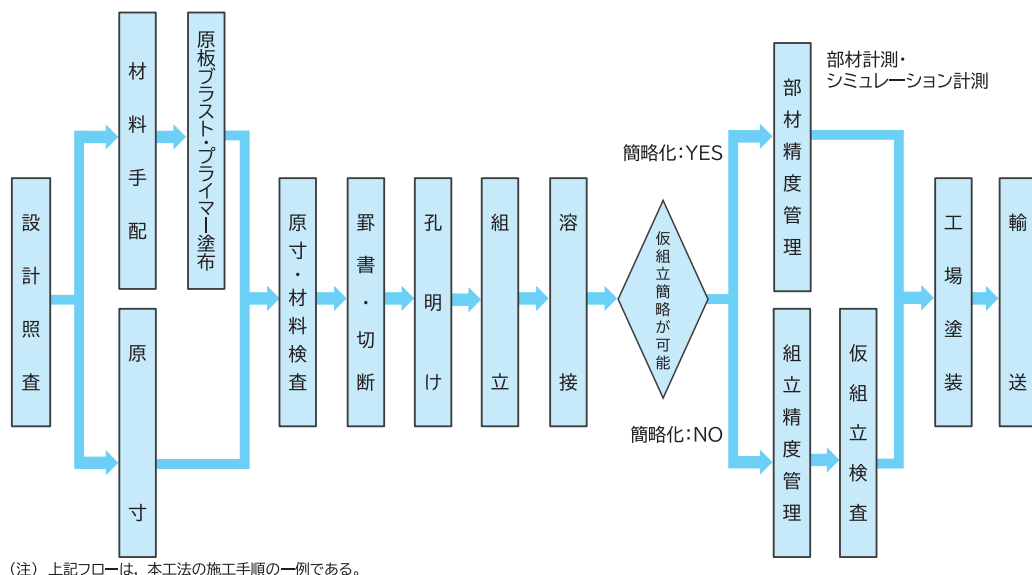 設計照査
材料手配
原板ブラスト・プライマー塗布
原寸
原寸・材料検査
罫書・切断
孔明け
組立
溶接
仮組立簡略が可能
簡略化:YES
部材精度管理
部材計測・
シミュレーション計測
簡略化:NO
組立精度管理
仮組立検査
工場塗装
輸送
(注) 上記フローは、本工法の施工手順の一例である。